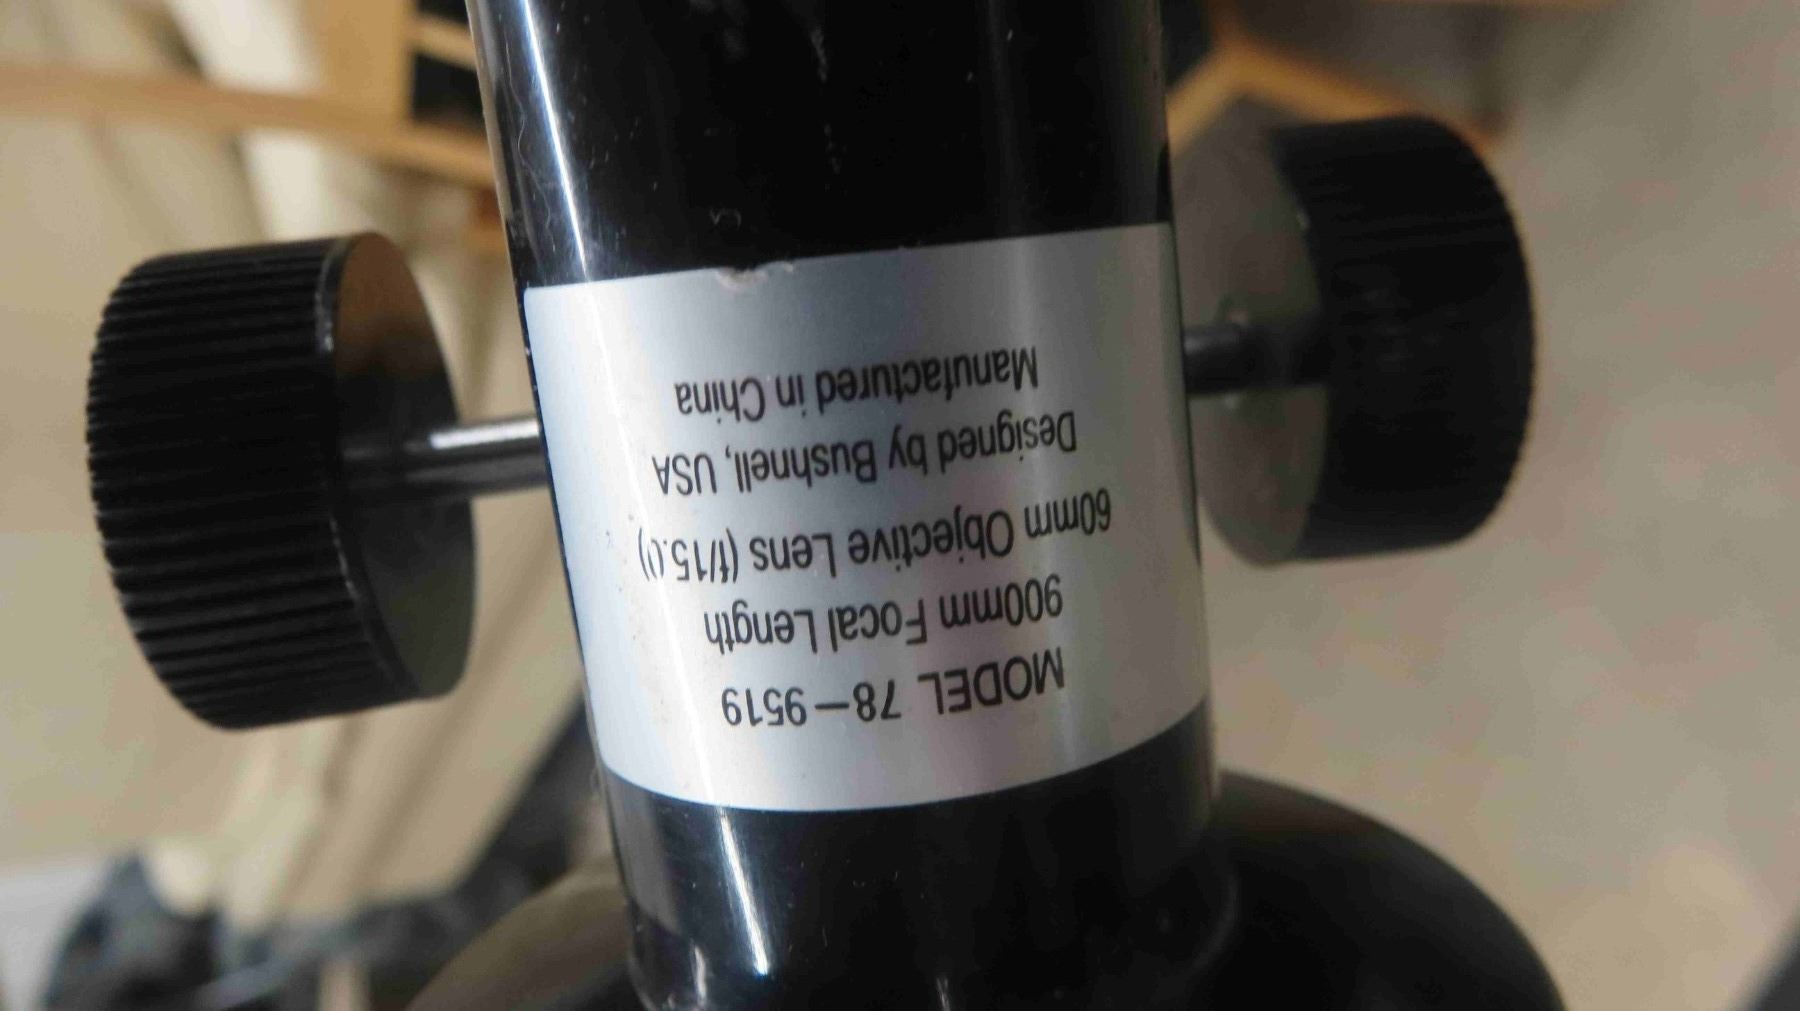 MODEL 78-9519
900mm Focal Length
60mm Objective Lens (f/15.0)
Designed by Bushnell, USA
Manufactured in China